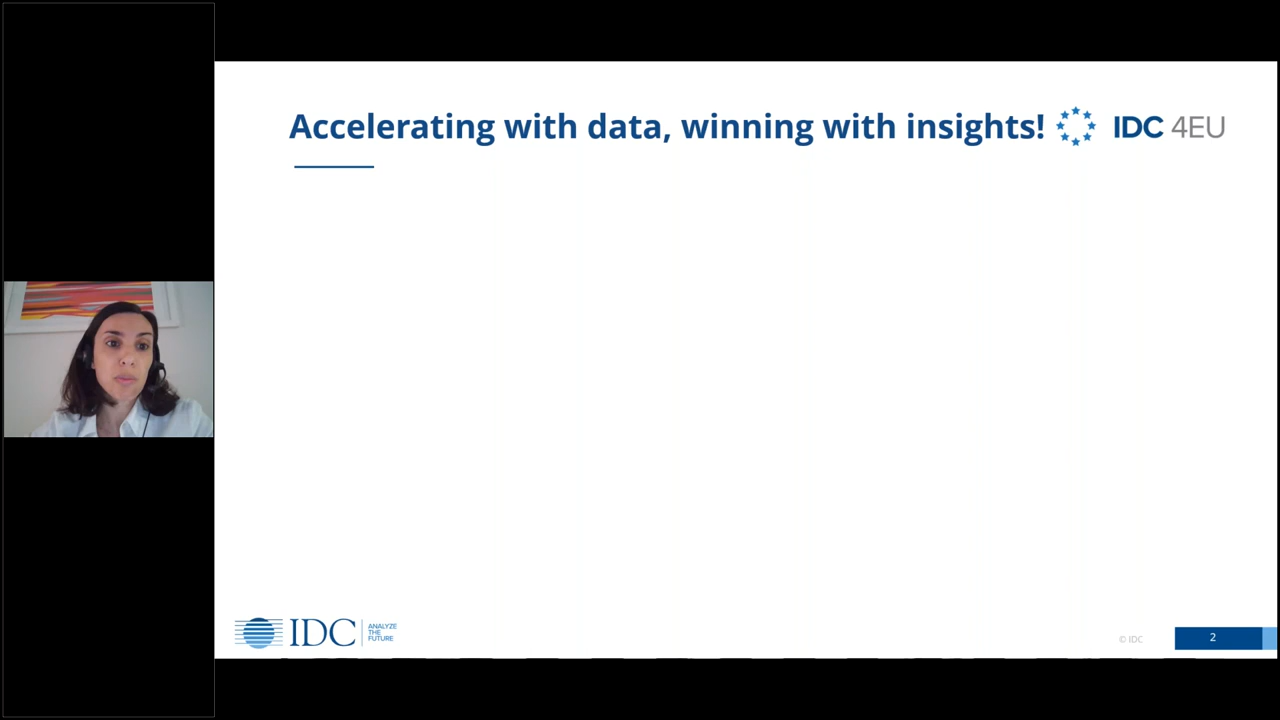 Accelerating with data, winning with insights!
IDC 4EU
IDC
ANALYZE
THE
FUTURE
© IDC
2